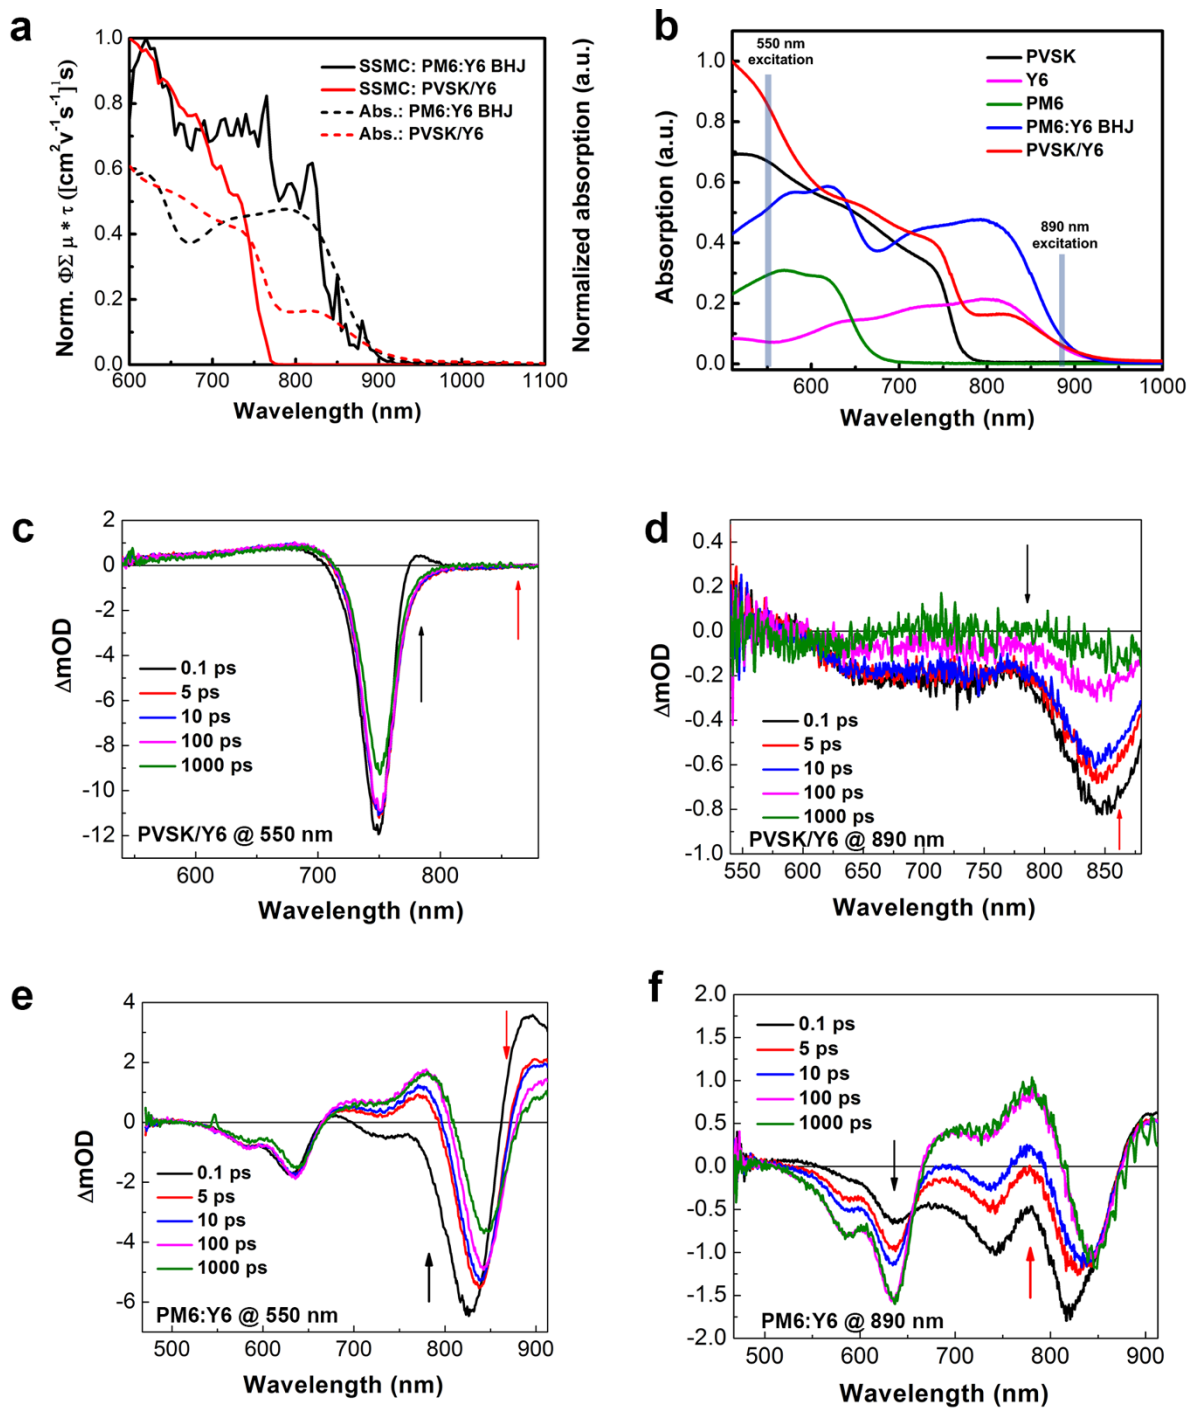 a
Norm. ΦΣ μ * τ ([cm²v⁻¹s⁻¹]·s)
1.0
0.8
0.6
0.4
0.2
0.0
600 700 800 900 1000 1100
Wavelength (nm)
Normalized absorption (a.u.)
SSMC: PM6:Y6 BHJ
SSMC: PVSK/Y6
Abs.: PM6:Y6 BHJ
Abs.: PVSK/Y6
b
Absorption (a.u.)
1.0
0.8
0.6
0.4
0.2
0.0
600 700 800 900 1000
Wavelength (nm)
550 nm
excitation
890 nm
excitation
PVSK
Y6
PM6
PM6:Y6 BHJ
PVSK/Y6
c
ΔmOD
2
0
-2
-4
-6
-8
-10
-12
600 700 800
Wavelength (nm)
0.1 ps
5 ps
10 ps
100 ps
1000 ps
PVSK/Y6 @ 550 nm
d
ΔmOD
0.4
0.2
0.0
-0.2
-0.4
-0.6
-0.8
-1.0
550 600 650 700 750 800 850
Wavelength (nm)
0.1 ps
5 ps
10 ps
100 ps
1000 ps
PVSK/Y6 @ 890 nm
e
ΔmOD
4
2
0
-2
-4
-6
500 600 700 800 900
Wavelength (nm)
0.1 ps
5 ps
10 ps
100 ps
1000 ps
PM6:Y6 @ 550 nm
f
ΔmOD
2.0
1.5
1.0
0.5
0.0
-0.5
-1.0
-1.5
-2.0
500 600 700 800 900
Wavelength (nm)
0.1 ps
5 ps
10 ps
100 ps
1000 ps
PM6:Y6 @ 890 nm